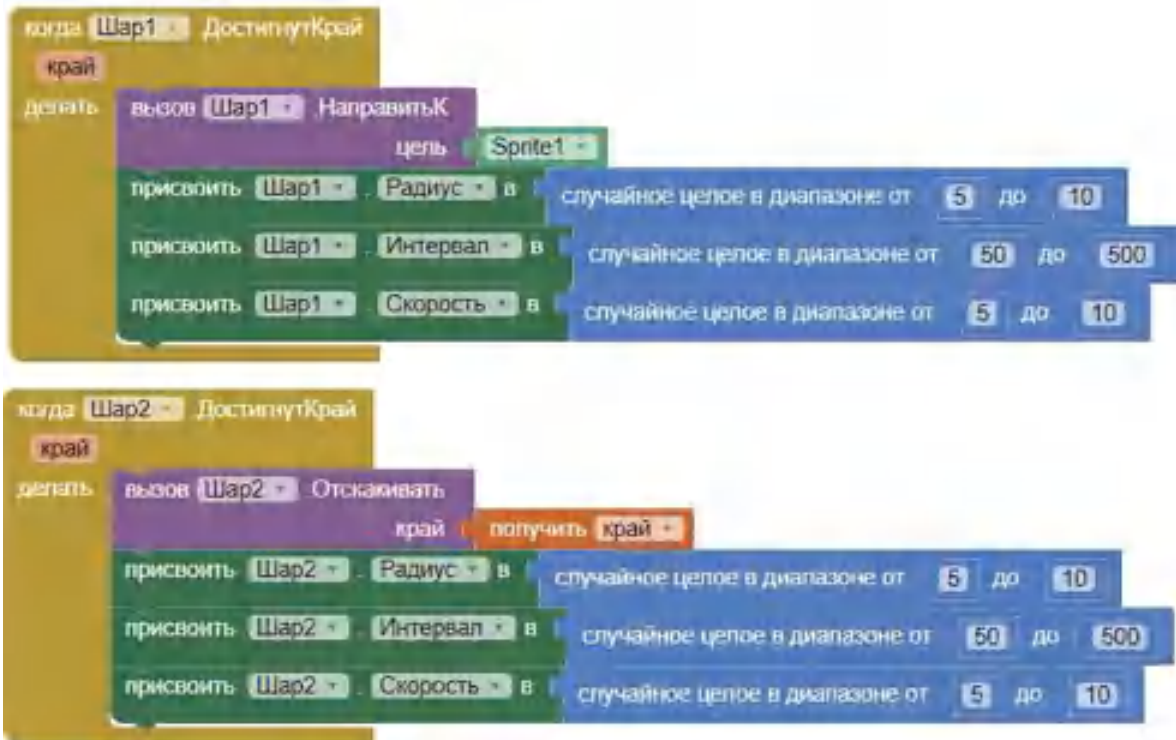 когда Шар1 .ДостигнутКрай
край
делать вызов Шар1 .НаправитьК
цель Sprite1
присвоить Шар1 . Радиус в случайное целое в диапазоне от 5 до 10
присвоить Шар1 . Интервал в случайное целое в диапазоне от 50 до 500
присвоить Шар1 . Скорость в случайное целое в диапазоне от 5 до 10
когда Шар2 .ДостигнутКрай
край
делать вызов Шар2 .Отскакивать
край получить край
присвоить Шар2 . Радиус в случайное целое в диапазоне от 5 до 10
присвоить Шар2 . Интервал в случайное целое в диапазоне от 50 до 500
присвоить Шар2 . Скорость в случайное целое в диапазоне от 5 до 10